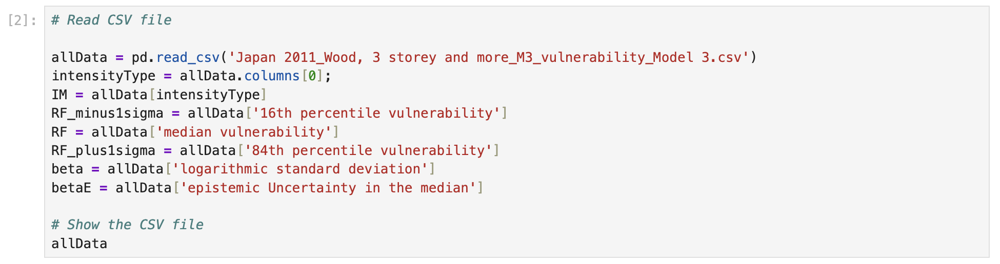 [2]: # Read CSV file
allData = pd.read_csv('Japan 2011_Wood, 3 storey and more_M3_vulnerability_Model 3.csv')
intensityType = allData.columns[0];
IM = allData[intensityType]
RF_minus1sigma = allData['16th percentile vulnerability']
RF = allData['median vulnerability']
RF_plus1sigma = allData['84th percentile vulnerability']
beta = allData['logarithmic standard deviation']
betaE = allData['epistemic Uncertainty in the median']
# Show the CSV file
allData